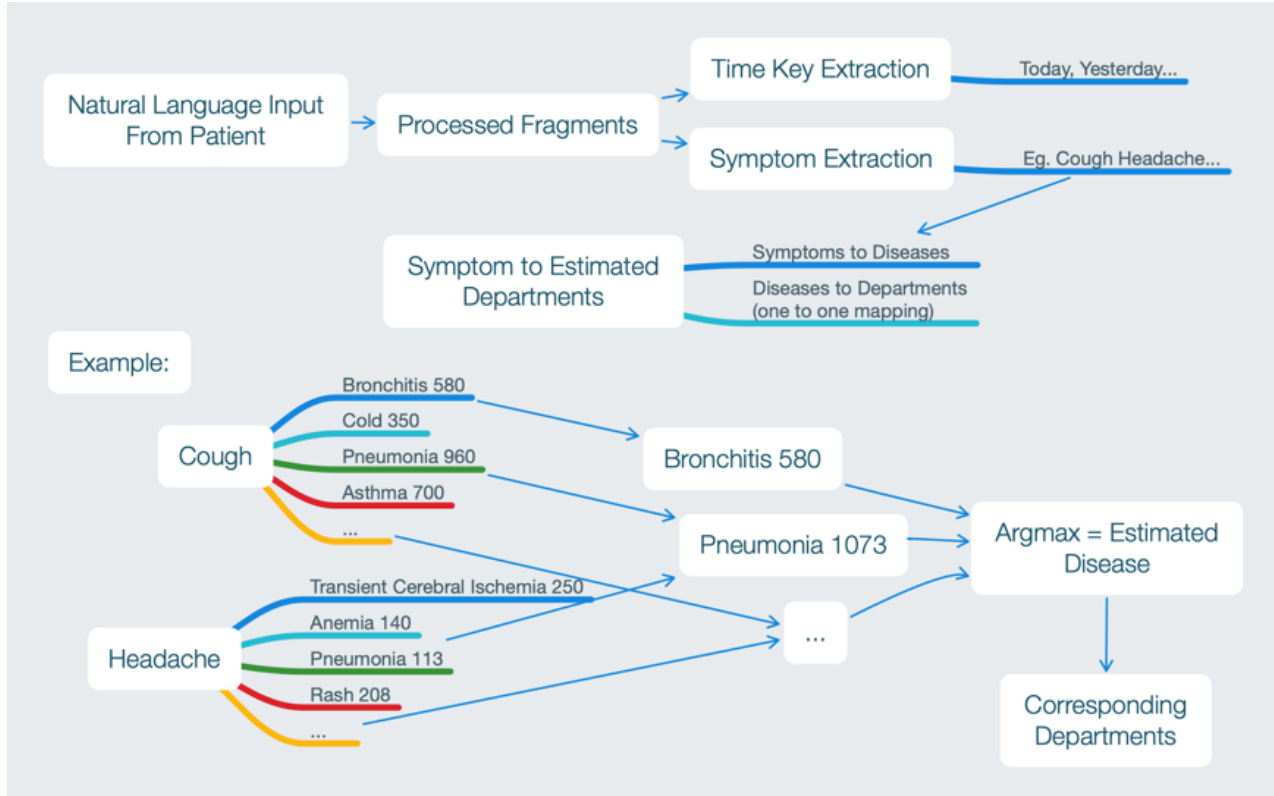 Natural Language Input
From Patient
Processed Fragments
Time Key Extraction
Today, Yesterday...
Symptom Extraction
Eg. Cough Headache...
Symptom to Estimated
Departments
Symptoms to Diseases
Diseases to Departments
(one to one mapping)
Example:
Cough
Bronchitis 580
Cold 350
Pneumonia 960
Asthma 700
...
Headache
Transient Cerebral Ischemia 250
Anemia 140
Pneumonia 113
Rash 208
...
Bronchitis 580
Pneumonia 1073
...
Argmax = Estimated
Disease
Corresponding
Departments